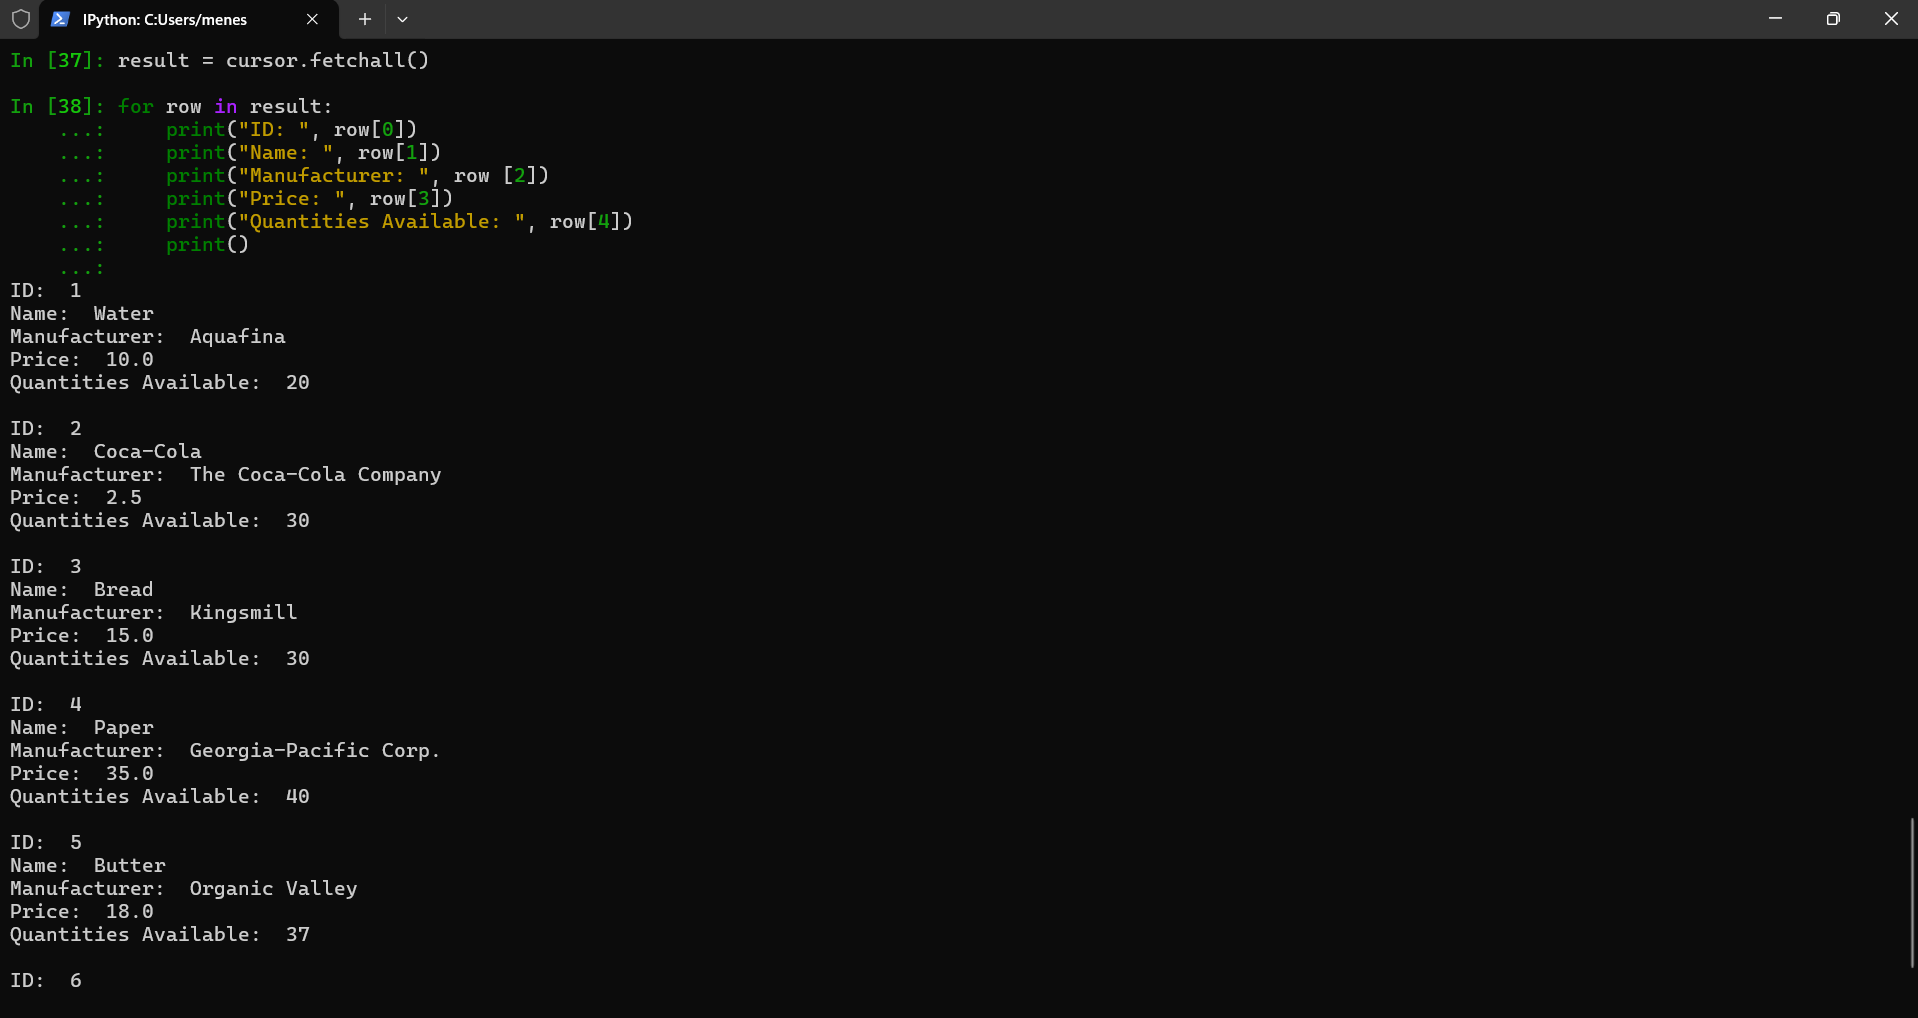 IPython: C:Users/menes
In [37]: result = cursor.fetchall()
In [38]: for row in result:
...:     print("ID: ", row[0])
...:     print("Name: ", row[1])
...:     print("Manufacturer: ", row [2])
...:     print("Price: ", row[3])
...:     print("Quantities Available: ", row[4])
...:     print()
...:
ID:  1
Name:  Water
Manufacturer:  Aquafina
Price:  10.0
Quantities Available:  20
ID:  2
Name:  Coca-Cola
Manufacturer:  The Coca-Cola Company
Price:  2.5
Quantities Available:  30
ID:  3
Name:  Bread
Manufacturer:  Kingsmill
Price:  15.0
Quantities Available:  30
ID:  4
Name:  Paper
Manufacturer:  Georgia-Pacific Corp.
Price:  35.0
Quantities Available:  40
ID:  5
Name:  Butter
Manufacturer:  Organic Valley
Price:  18.0
Quantities Available:  37
ID:  6